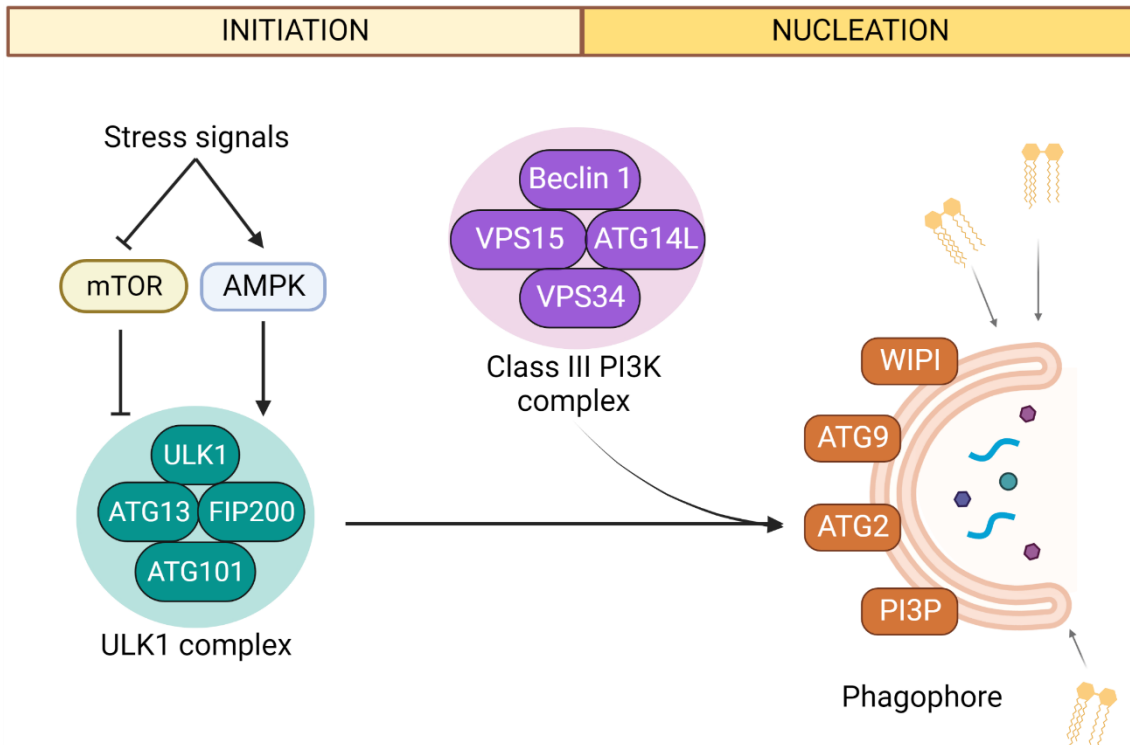 INITIATION
NUCLEATION
Stress signals
mTOR
AMPK
ULK1
ATG13
FIP200
ATG101
ULK1 complex
Beclin 1
VPS15
ATG14L
VPS34
Class III PI3K
complex
WIPI
ATG9
ATG2
PI3P
Phagophore